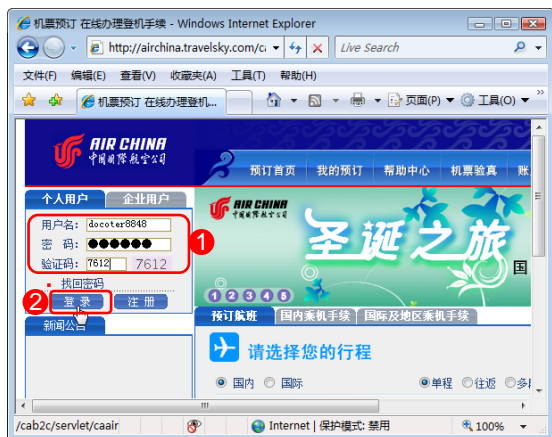 机票预订 在线办理登机手续 - Windows Internet Explorer
http://airchina.travelsky.com/ca
Live Search
文件(F) 编辑(E) 查看(V) 收藏夹(A) 工具(T) 帮助(H)
机票预订 在线办理登机... 页面(P) 工具(O) »
AIR CHINA
中国国际航空公司
预订首页 我的预订 帮助中心 机票验真 账
个人用户 企业用户
用户名: docoter8848
密 码: ●●●●●●
验证码: 7612 7612
1
找回密码
2
登 录 注 册
新闻公告
AIR CHINA
中国国际航空公司
圣诞之旅
国
1 2 3 4 5
预订航班 国内乘机手续 国际及地区乘机手续
请选择您的行程
国内 国际 单程 往返 多
/cab2c/servlet/caair Internet | 保护模式: 禁用 100%